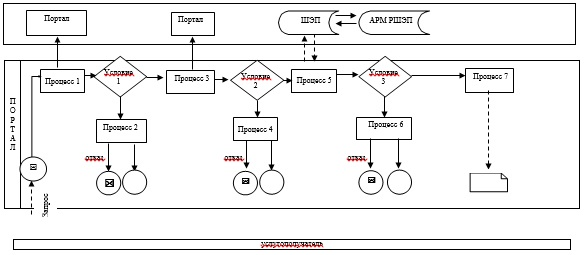 Портал
Портал
ШЭП
АРМ РШЭП
ПОРТАЛ
Процесс 1
Условие
1
Процесс 3
Условие
2
Процесс 5
Условие
3
Процесс 7
Процесс 2
Процесс 4
Процесс 6
отказ
отказ
отказ
Запрос
услугополучатель